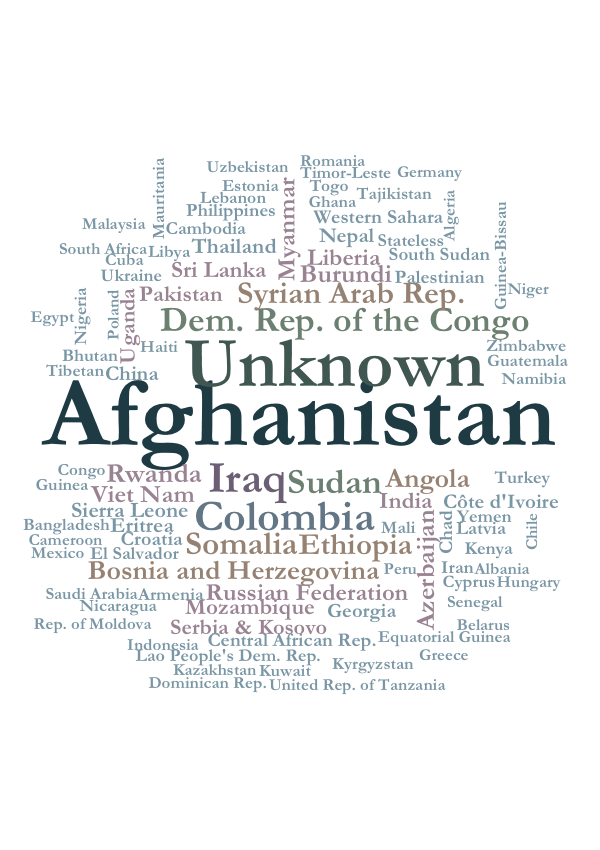 Romania
Uzbekistan
Timor-Leste Germany
Mauritania
Estonia
Togo
Tajikistan
Lebanon
Ghana
Philippines
Myanmar
Western Sahara
Algeria
Malaysia
Cambodia
Nepal
Stateless
Guinea-Bissau
South Africa
Libya
Thailand
Liberia
South Sudan
Cuba
Ukraine
Sri Lanka
Burundi
Palestinian
Niger
Nigeria
Poland
Uganda
Pakistan
Syrian Arab Rep.
Egypt
Dem. Rep. of the Congo
Bhutan
Haiti
Unknown
Zimbabwe
Guatemala
Tibetan
China
Namibia
Afghanistan
Congo
Rwanda
Iraq
Sudan
Angola
Turkey
Guinea
Viet Nam
India
Côte d'Ivoire
Sierra Leone
Colombia
Chad
Yemen
Chile
Bangladesh
Eritrea
Mali
Latvia
Cameroon
Croatia
Somalia
Ethiopia
Azerbaijan
Kenya
Mexico
El Salvador
Bosnia and Herzegovina
Peru
Iran
Albania
Cyprus
Hungary
Saudi Arabia
Armenia
Russian Federation
Senegal
Nicaragua
Mozambique
Georgia
Rep. of Moldova
Serbia & Kosovo
Belarus
Indonesia
Central African Rep.
Equatorial Guinea
Lao People's Dem. Rep.
Kyrgyzstan
Greece
Kazakhstan
Kuwait
Dominican Rep.
United Rep. of Tanzania